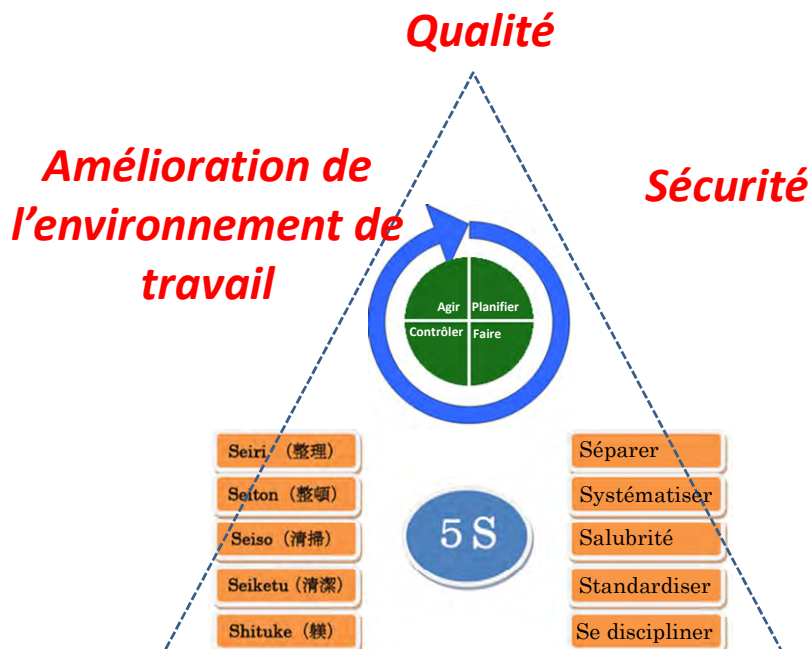 Qualité
Amélioration de
l’environnement de
travail
Sécurité
Agir
Planifier
Contrôler
Faire
Seiri （整理）
Seiton （整頓）
Seiso （清掃）
Seiketu （清潔）
Shituke （躾）
5 S
Séparer
Systématiser
Salubrité
Standardiser
Se discipliner